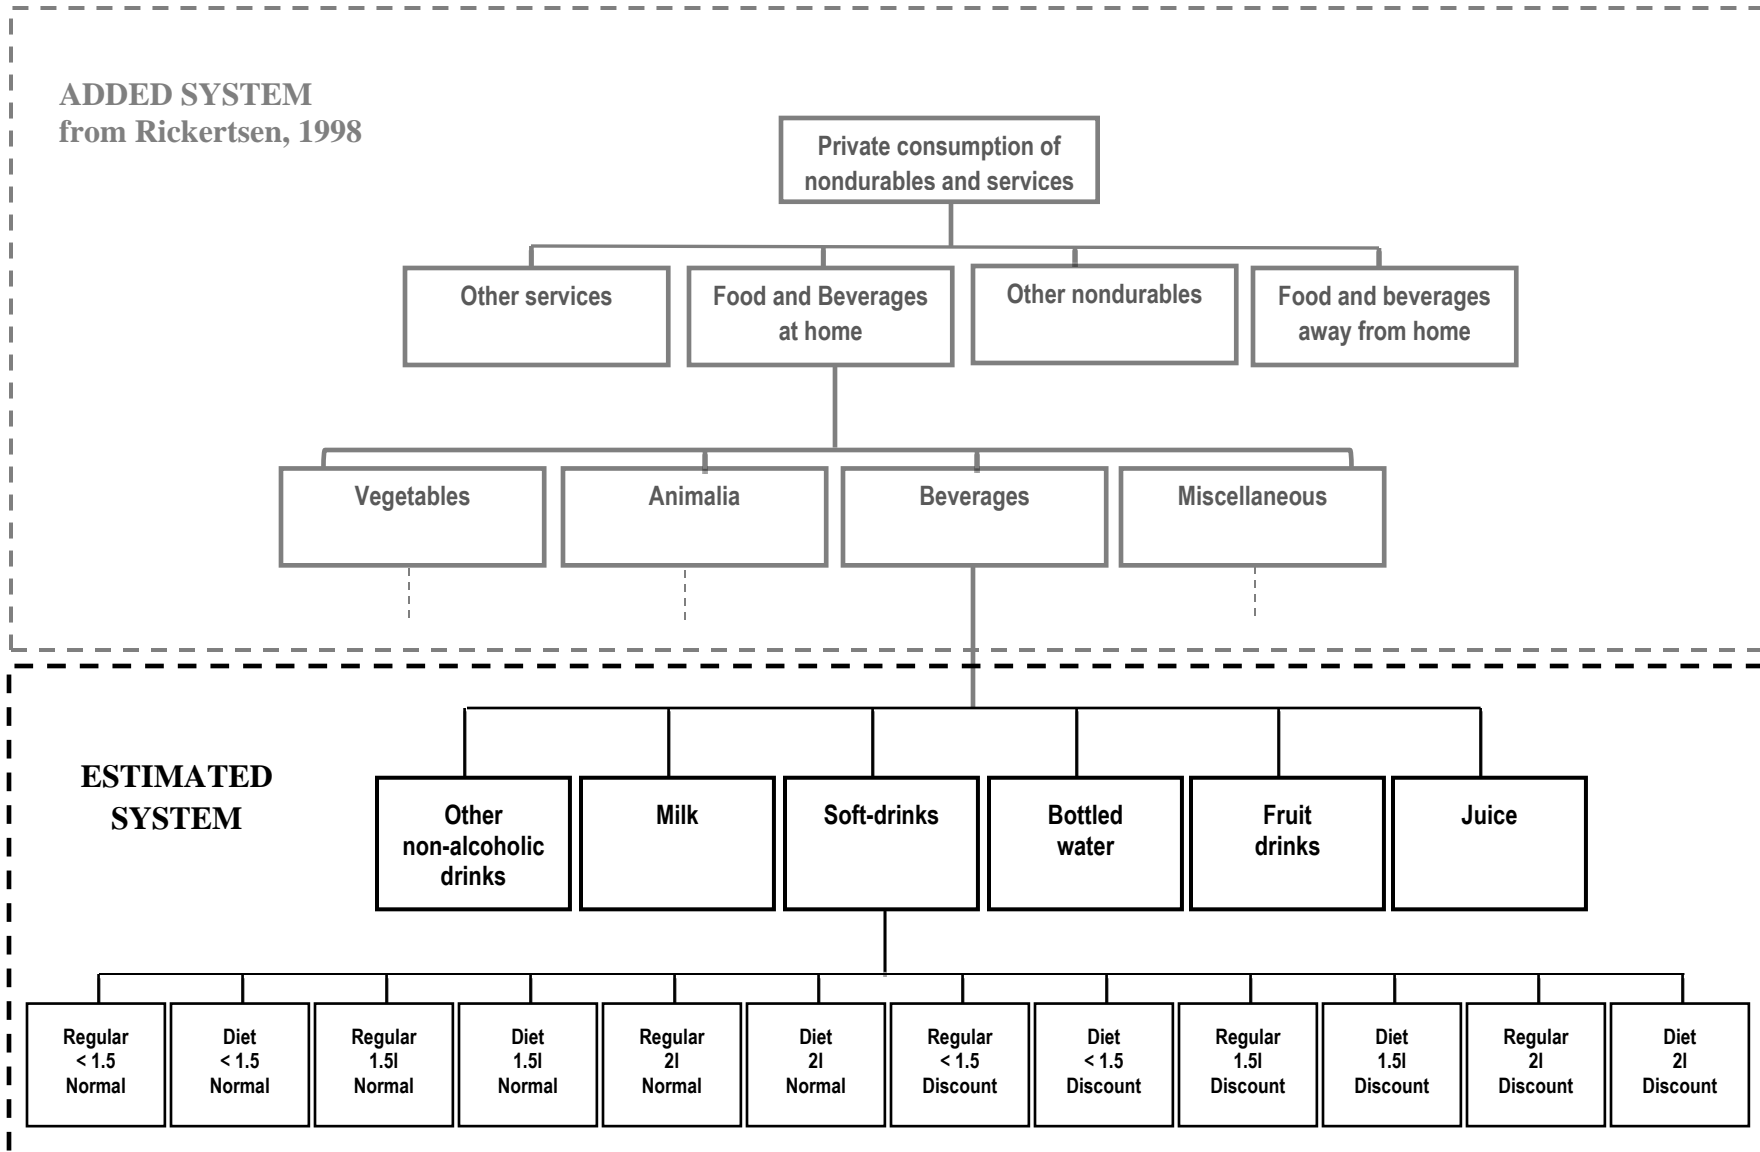 ADDED SYSTEM
from Rickertsen, 1998
Private consumption of
nondurables and services
Other services
Food and Beverages
at home
Other nondurables
Food and beverages
away from home
Vegetables
Animalia
Beverages
Miscellaneous
ESTIMATED
SYSTEM
Other
non-alcoholic
drinks
Milk
Soft-drinks
Bottled
water
Fruit
drinks
Juice
Regular
< 1.5
Normal
Diet
< 1.5
Normal
Regular
1.5l
Normal
Diet
1.5l
Normal
Regular
2l
Normal
Diet
2l
Normal
Regular
< 1.5
Discount
Diet
< 1.5
Discount
Regular
1.5l
Discount
Diet
1.5l
Discount
Regular
2l
Discount
Diet
2l
Discount